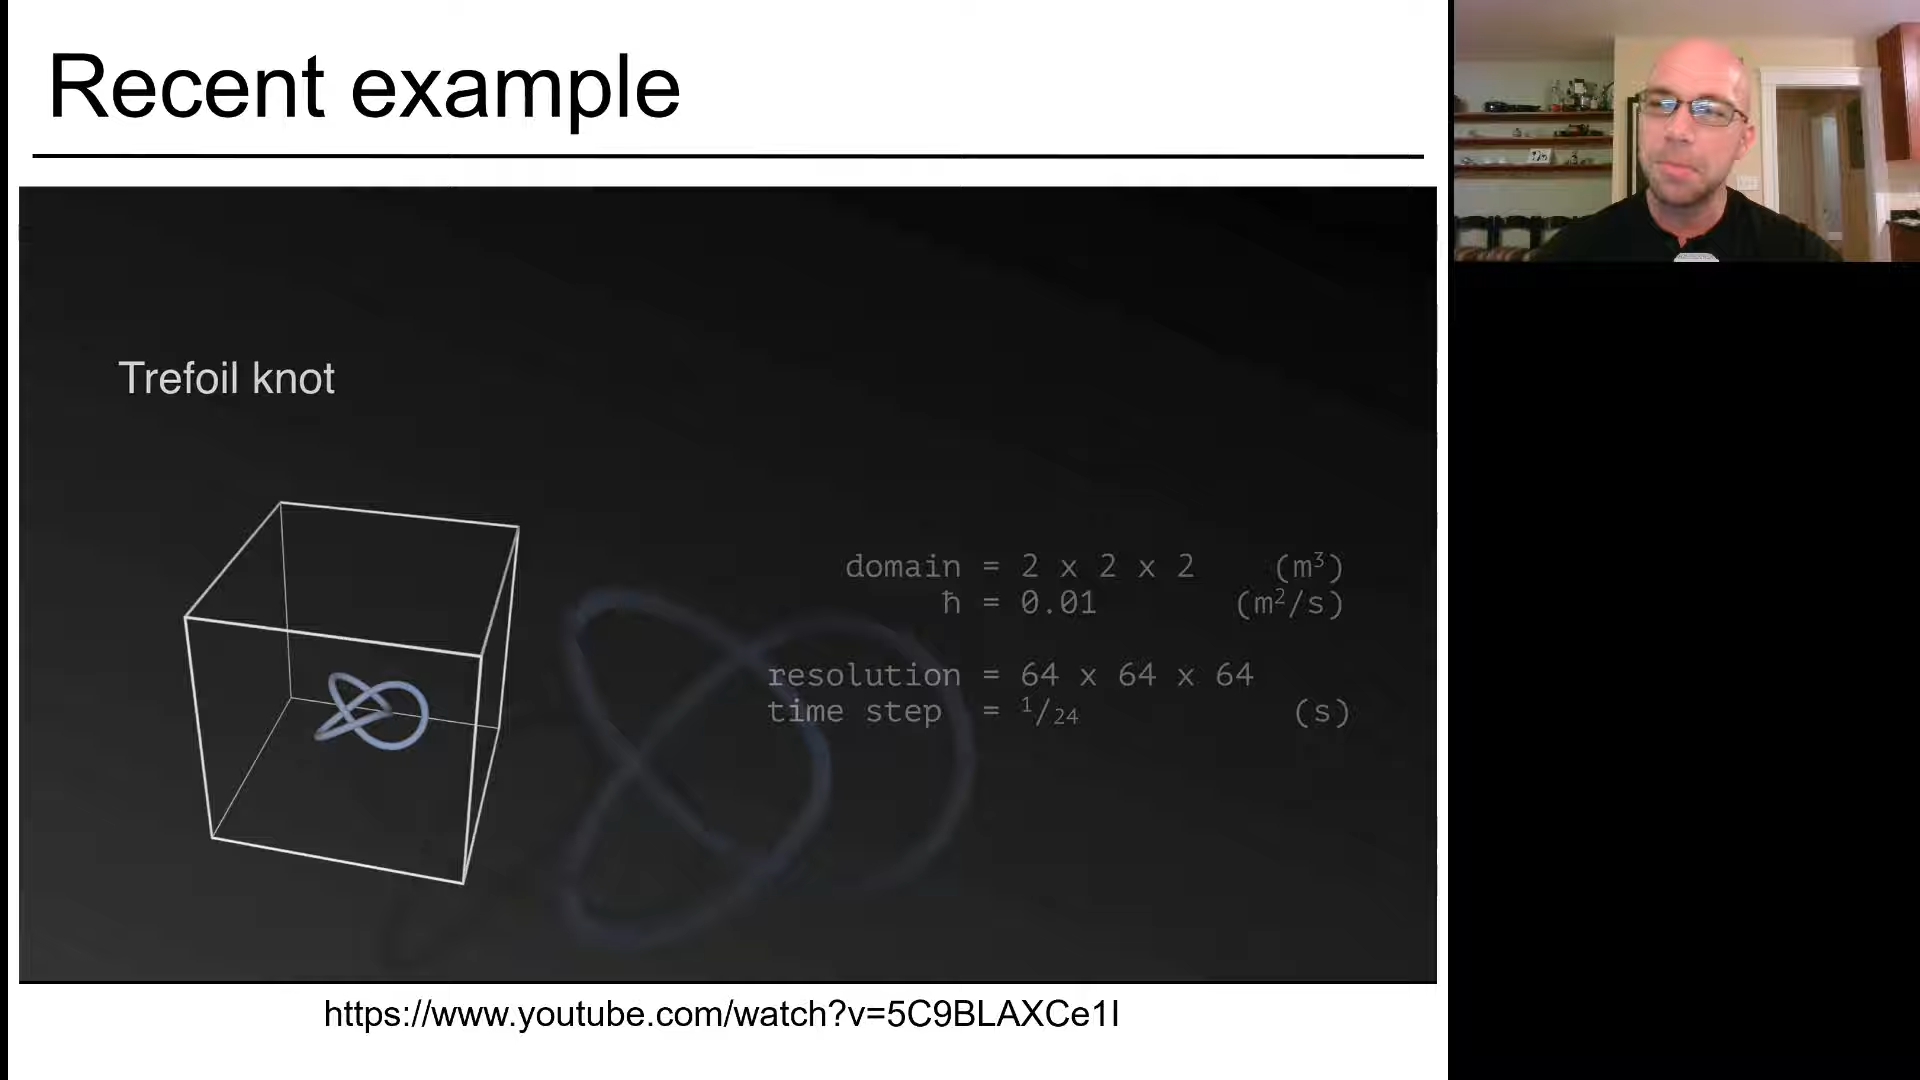 Recent example
Trefoil knot
domain = 2 x 2 x 2 (m³)
ħ = 0.01 (m²/s)
resolution = 64 x 64 x 64
time step = ¹/₂₄ (s)
https://www.youtube.com/watch?v=5C9BLAXCe1I